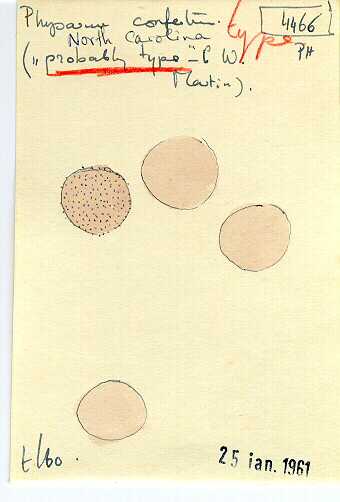 Physarum confertum. type 4466
North Carolina PH
("probably type" – G W.
Martin).
25 ian. 1961